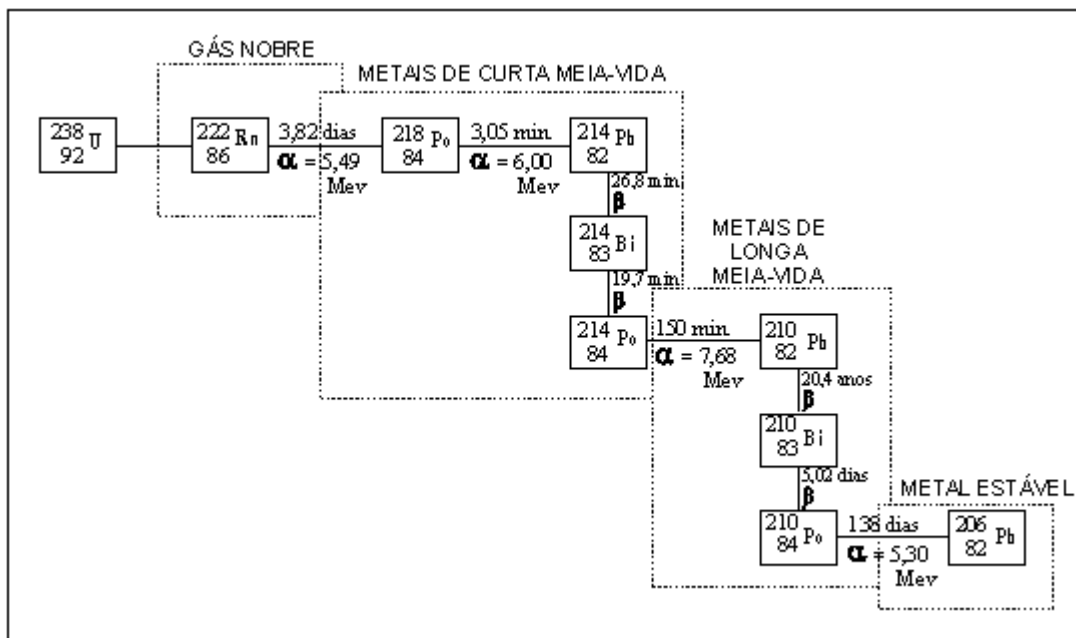 GÁS NOBRE
METAIS DE CURTA MEIA-VIDA
238 U
92
222 Rn
86
3,82 dias
α = 5,49
Mev
218 Po
84
3,05 min.
α = 6,00
Mev
214 Pb
82
26,8 min.
β
214 Bi
83
19,7 min.
β
214 Po
84
METAIS DE
LONGA
MEIA-VIDA
150 min.
α = 7,68
Mev
210 Pb
82
20,4 anos
β
210 Bi
83
5,02 dias
β
210 Po
84
METAL ESTÁVEL
138 dias
α = 5,30
Mev
206 Pb
82